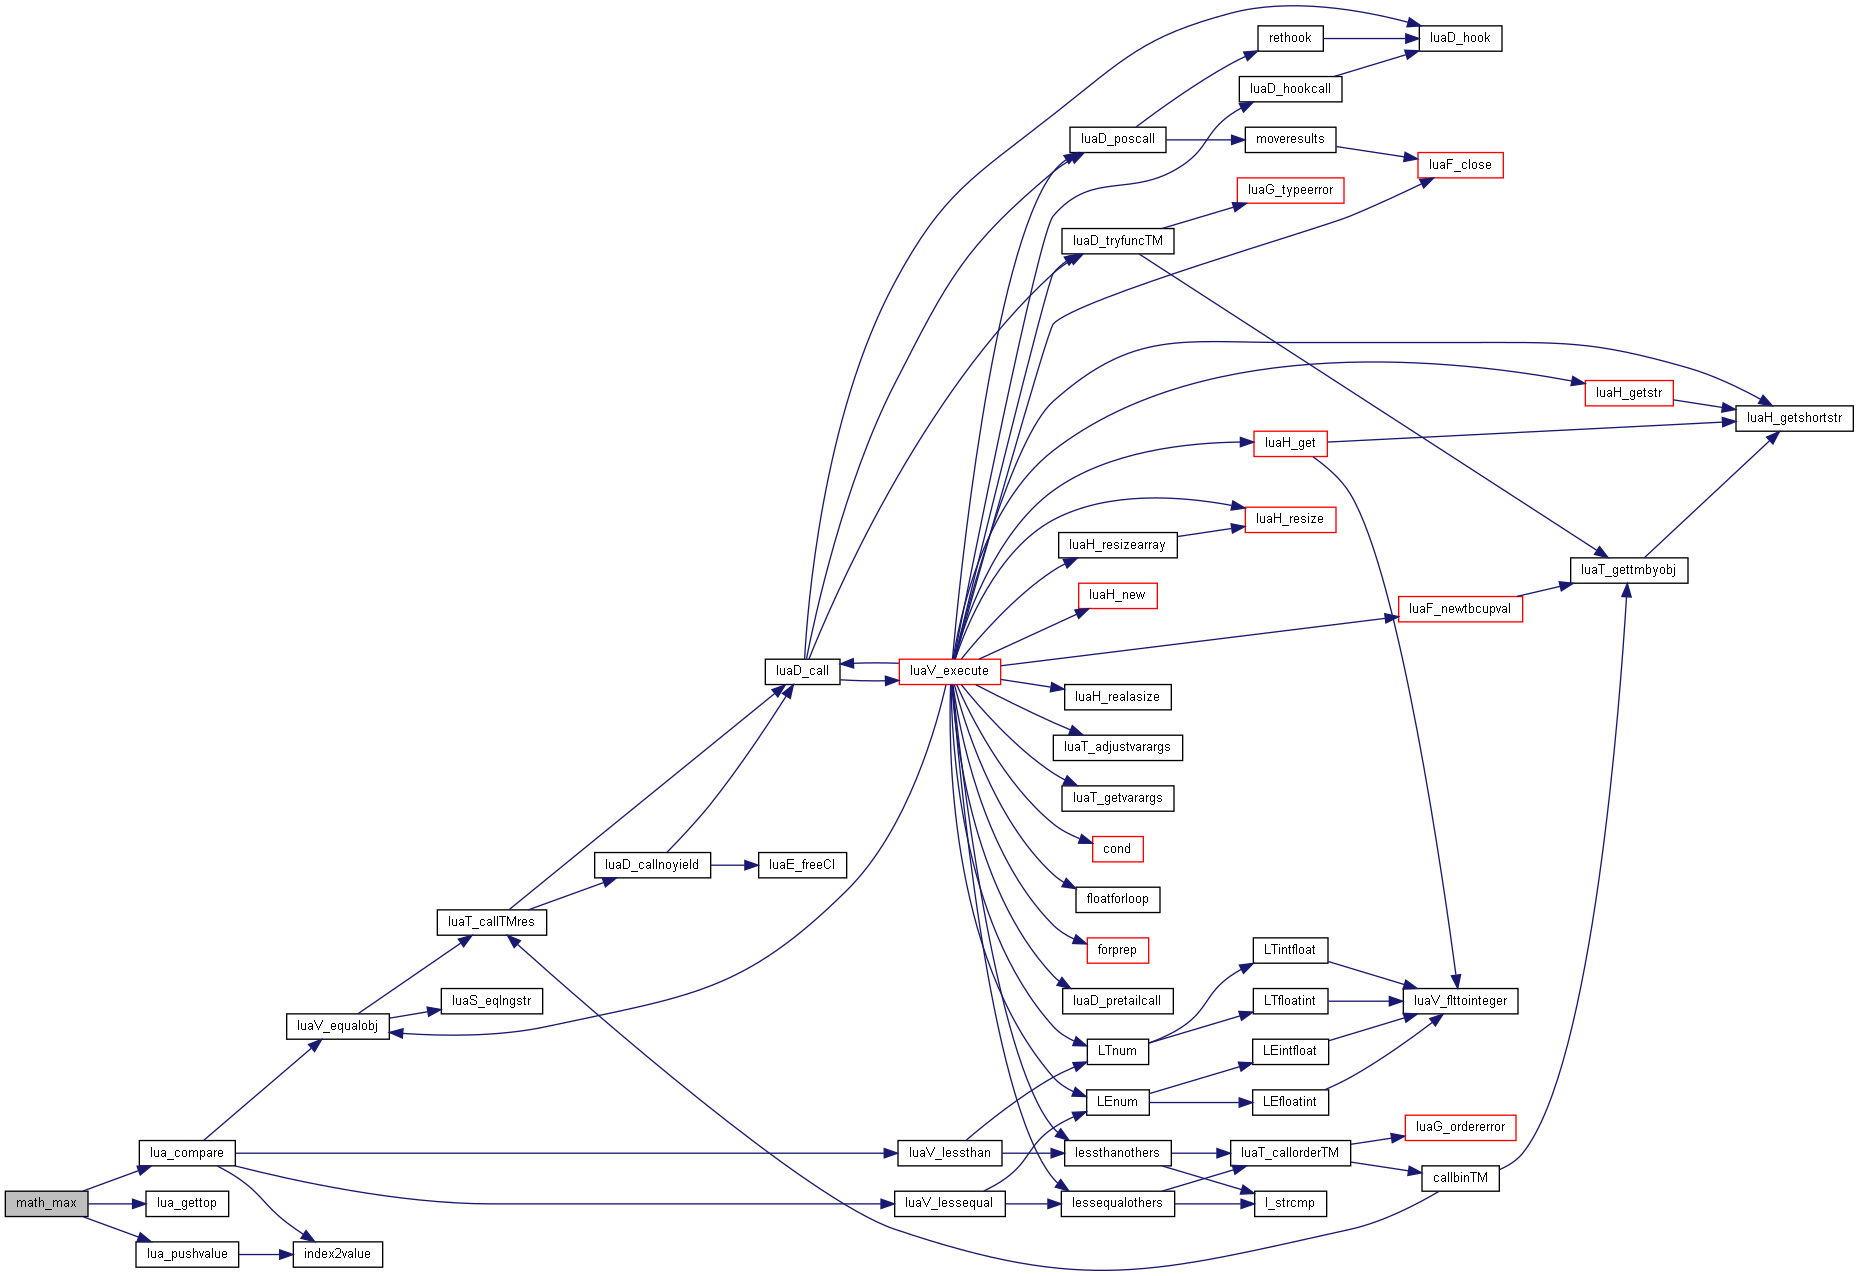 rethook
luaD_hook
luaD_hookcall
luaD_poscall
moveresults
luaF_close
luaG_typeerror
luaD_tryfuncTM
luaH_getstr
luaH_getshortstr
luaH_get
luaH_resize
luaH_resizearray
luaT_gettmbyobj
luaH_new
luaF_newtbcupval
luaD_call
luaV_execute
luaH_realasize
luaT_adjustvarargs
luaT_getvarargs
cond
luaD_callnoyield
luaE_freeCI
floatforloop
luaT_callTMres
forprep
LTintfloat
luaS_eqlngstr
luaD_pretailcall
LTfloatint
luaV_flttointeger
luaV_equalobj
LTnum
LEintfloat
LEnum
LEfloatint
luaG_ordererror
lua_compare
luaV_lessthan
lessthanothers
luaT_callorderTM
callbinTM
math_max
lua_gettop
luaV_lessequal
lessequalothers
l_strcmp
lua_pushvalue
index2value